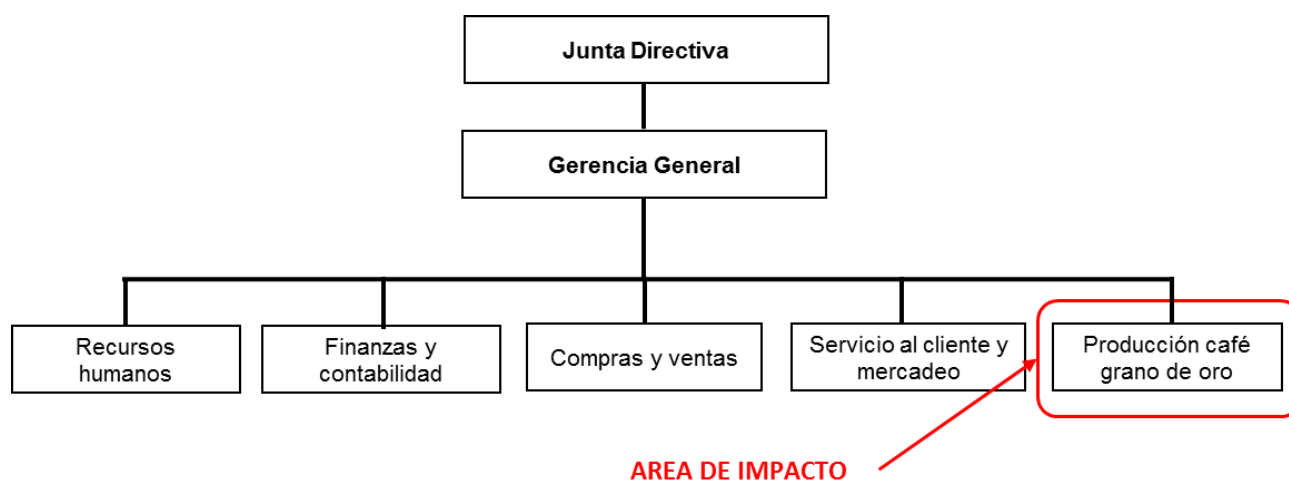 Junta Directiva
Gerencia General
Recursos
humanos
Finanzas y
contabilidad
Compras y ventas
Servicio al cliente y
mercadeo
Producción café
grano de oro
AREA DE IMPACTO